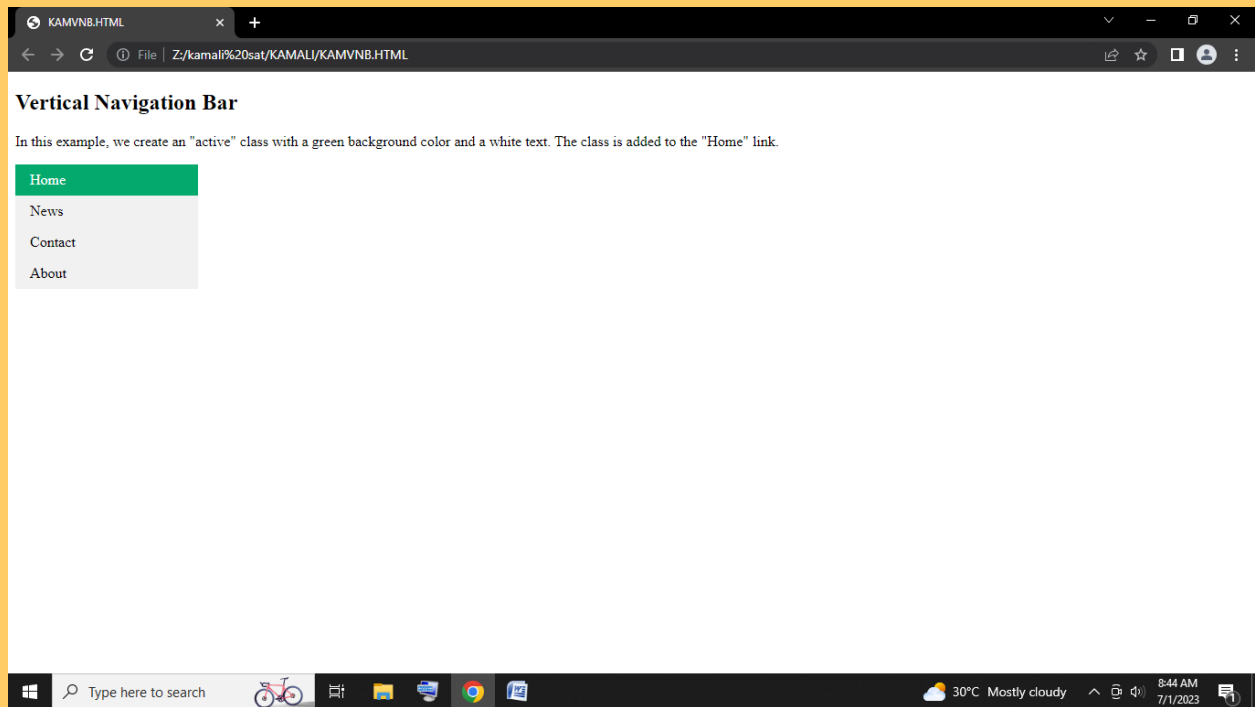 KAMVNB.HTML
File
Z:/kamali%20sat/KAMALI/KAMVNB.HTML
Vertical Navigation Bar
In this example, we create an "active" class with a green background color and a white text. The class is added to the "Home" link.
Home
News
Contact
About
Type here to search
30°C Mostly cloudy
8:44 AM
7/1/2023
1